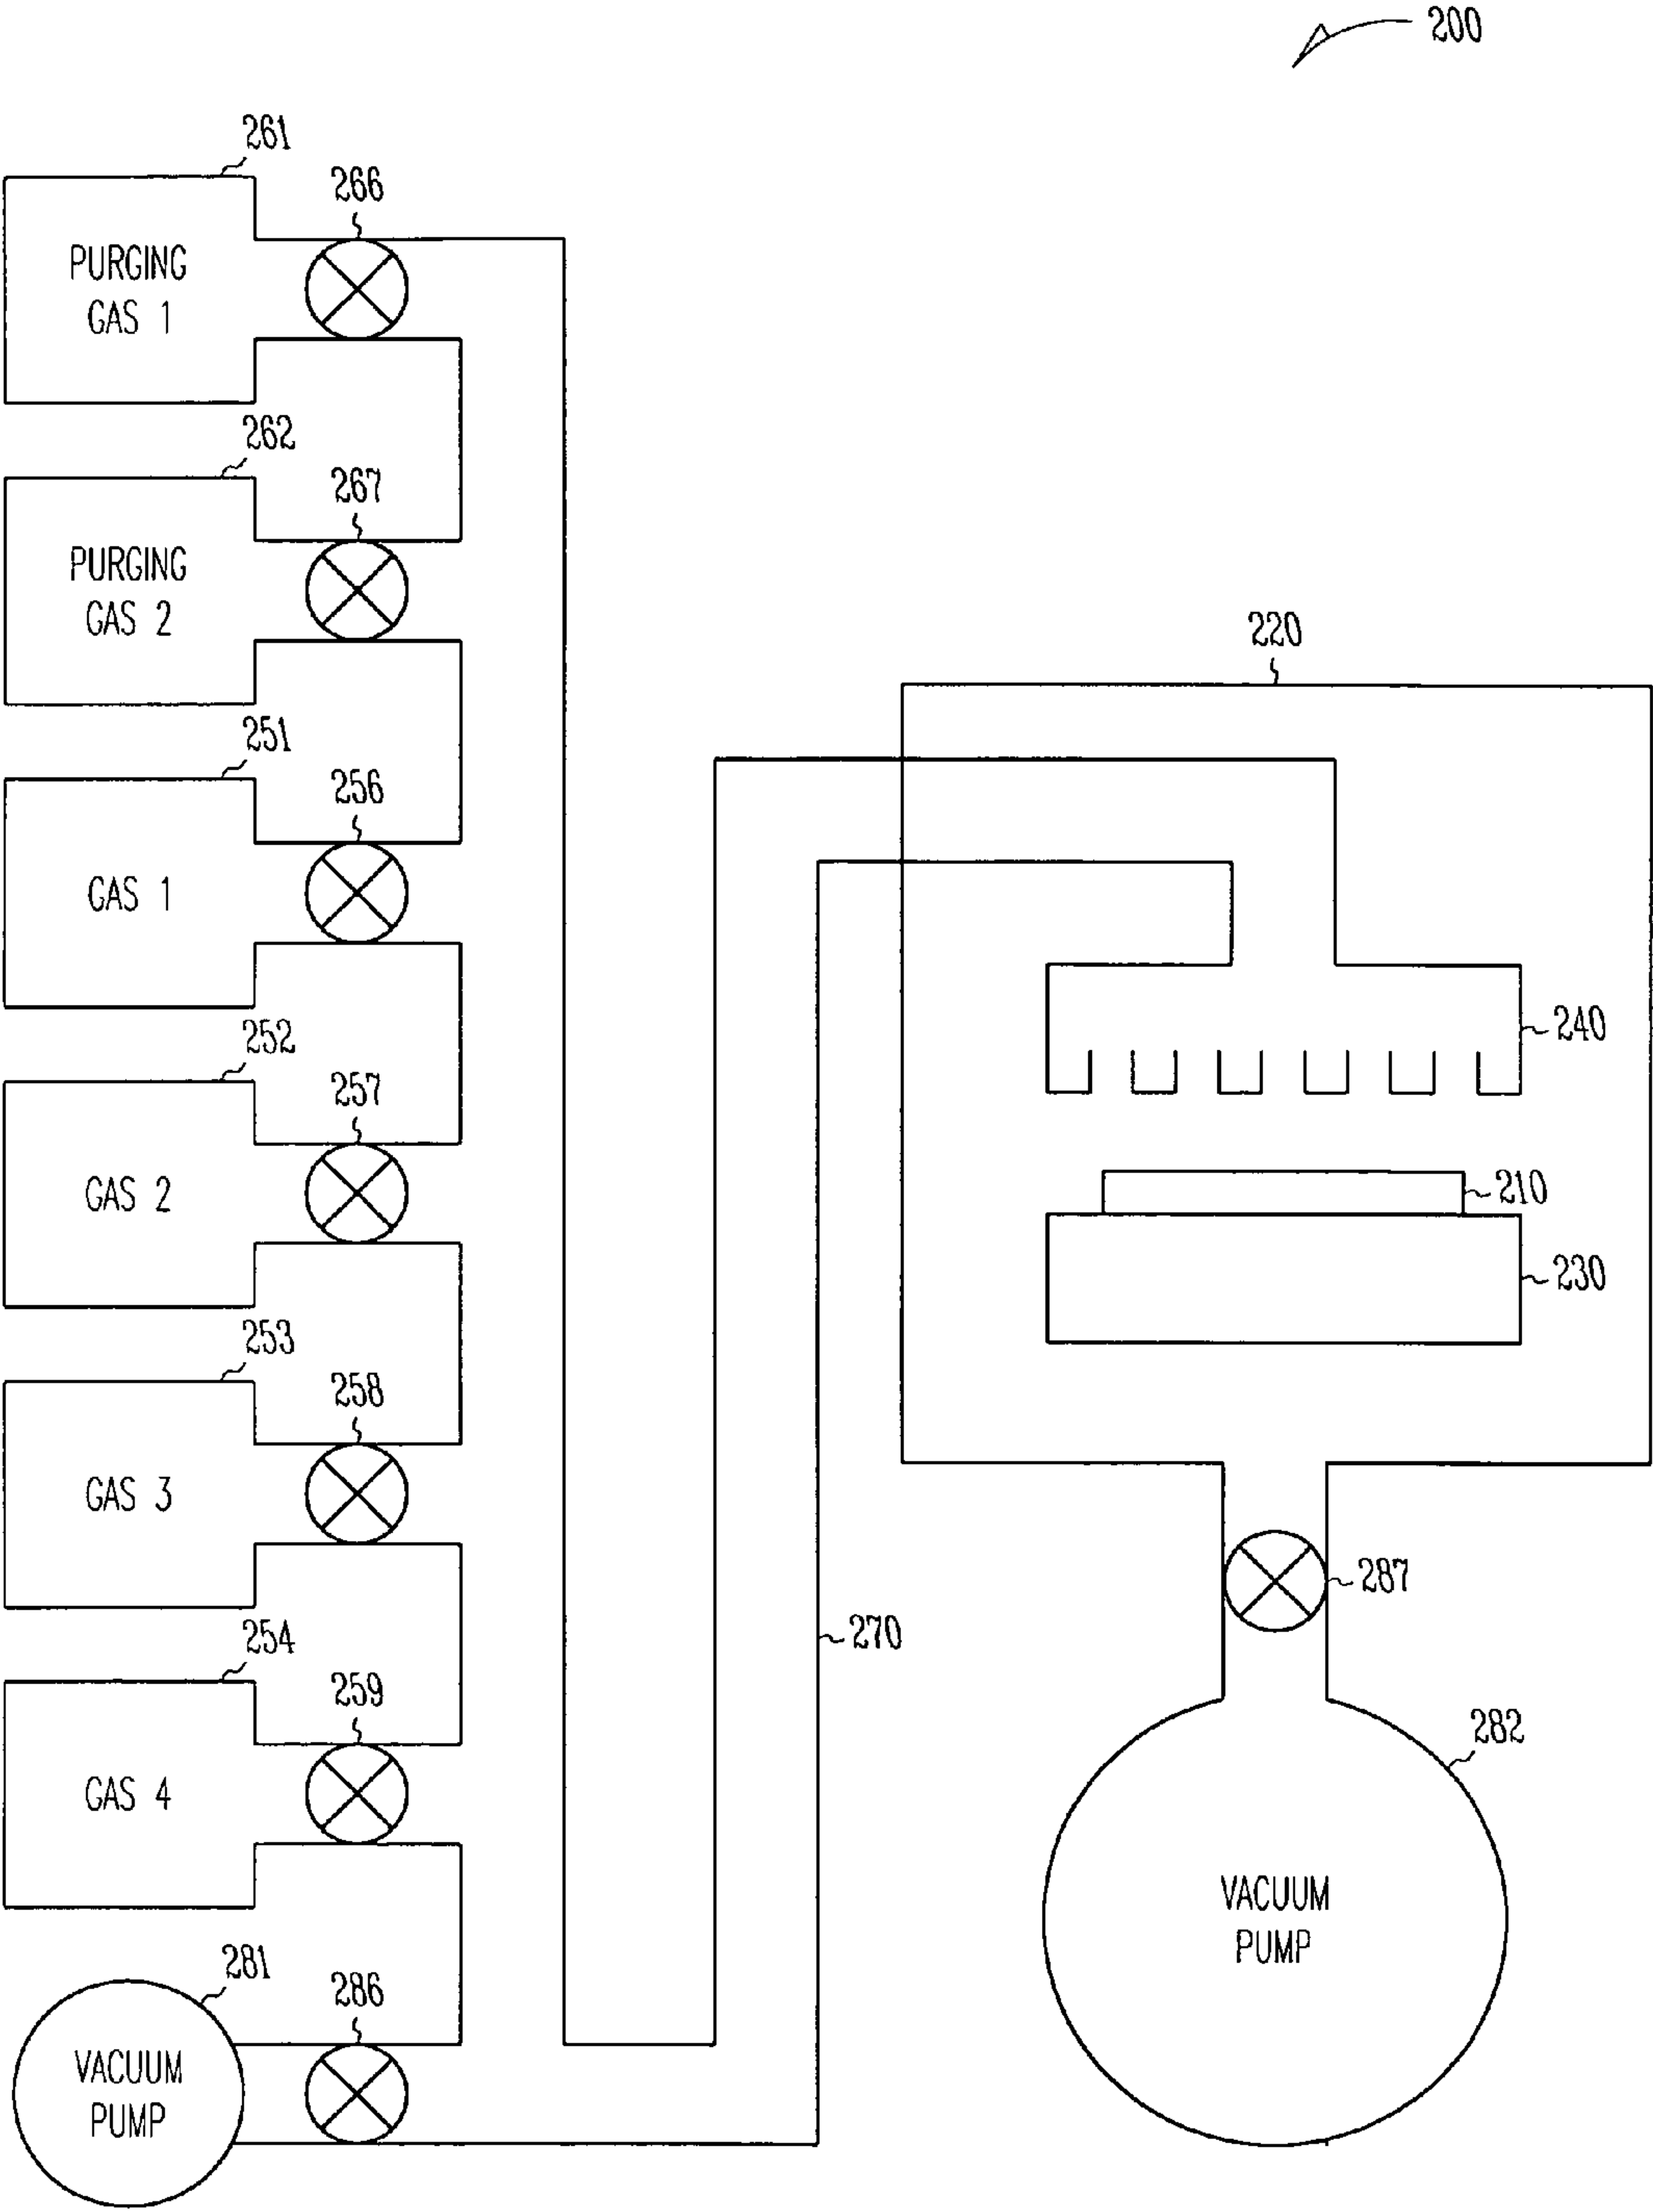 200
261
266
PURGING
GAS 1
262
267
PURGING
GAS 2
251
256
GAS 1
252
257
GAS 2
253
258
GAS 3
254
259
GAS 4
281
286
VACUUM
PUMP
270
220
240
210
230
287
282
VACUUM
PUMP